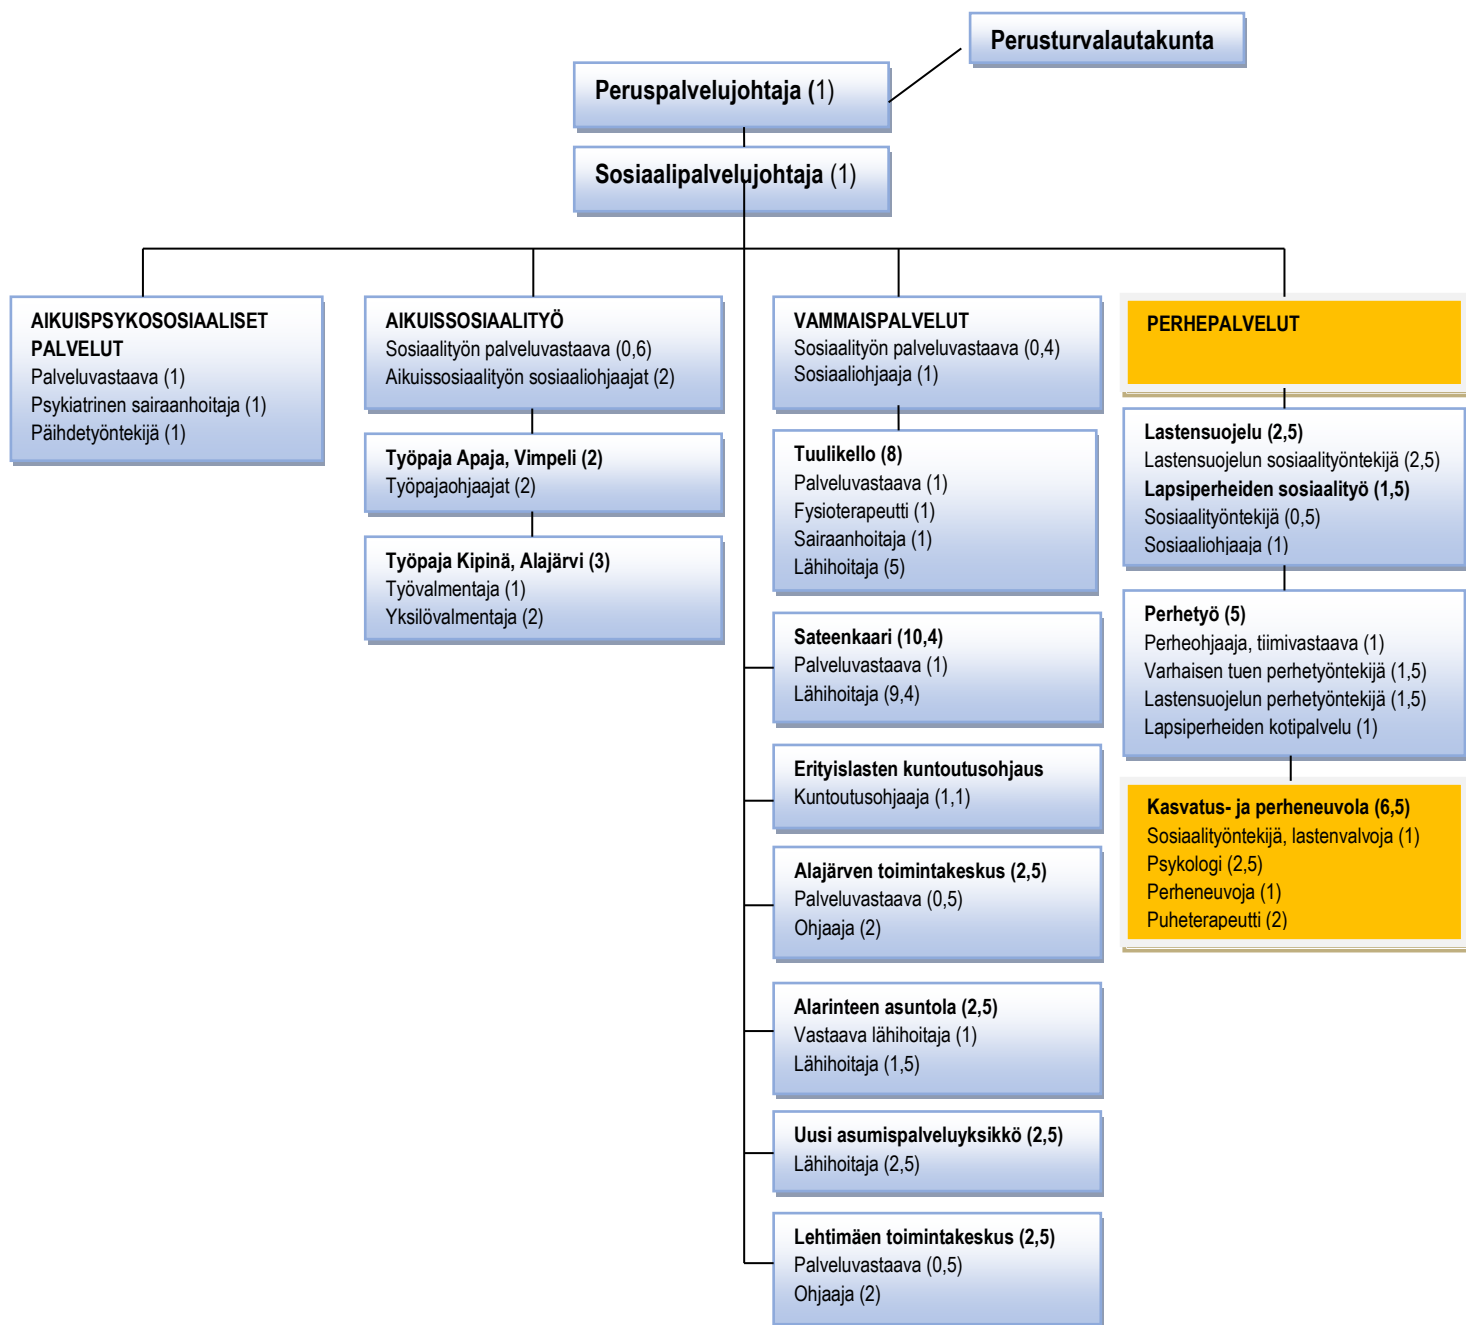 Perusturvalautakunta
Peruspalvelujohtaja (1)
Sosiaalipalvelujohtaja (1)
AIKUISPSYKOSOSIAALISET
PALVELUT
Palveluvastaava (1)
Psykiatrinen sairaanhoitaja (1)
Päihdetyöntekijä (1)
AIKUISSOSIAALITYÖ
Sosiaalityön palveluvastaava (0,6)
Aikuissosiaalityön sosiaaliohjaajat (2)
Työpaja Apaja, Vimpeli (2)
Työpajaohjaajat (2)
Työpaja Kipinä, Alajärvi (3)
Työvalmentaja (1)
Yksilövalmentaja (2)
VAMMAISPALVELUT
Sosiaalityön palveluvastaava (0,4)
Sosiaaliohjaaja (1)
Tuulikello (8)
Palveluvastaava (1)
Fysioterapeutti (1)
Sairaanhoitaja (1)
Lähihoitaja (5)
Sateenkaari (10,4)
Palveluvastaava (1)
Lähihoitaja (9,4)
Erityislasten kuntoutusohjaus
Kuntoutusohjaaja (1,1)
Alajärven toimintakeskus (2,5)
Palveluvastaava (0,5)
Ohjaaja (2)
Alarinteen asuntola (2,5)
Vastaava lähihoitaja (1)
Lähihoitaja (1,5)
Uusi asumispalveluyksikkö (2,5)
Lähihoitaja (2,5)
Lehtimäen toimintakeskus (2,5)
Palveluvastaava (0,5)
Ohjaaja (2)
PERHEPALVELUT
Lastensuojelu (2,5)
Lastensuojelun sosiaalityöntekijä (2,5)
Lapsiperheiden sosiaalityö (1,5)
Sosiaalityöntekijä (0,5)
Sosiaaliohjaaja (1)
Perhetyö (5)
Perheohjaaja, tiimivastaava (1)
Varhaisen tuen perhetyöntekijä (1,5)
Lastensuojelun perhetyöntekijä (1,5)
Lapsiperheiden kotipalvelu (1)
Kasvatus- ja perheneuvola (6,5)
Sosiaalityöntekijä, lastenvalvoja (1)
Psykologi (2,5)
Perheneuvoja (1)
Puheterapeutti (2)